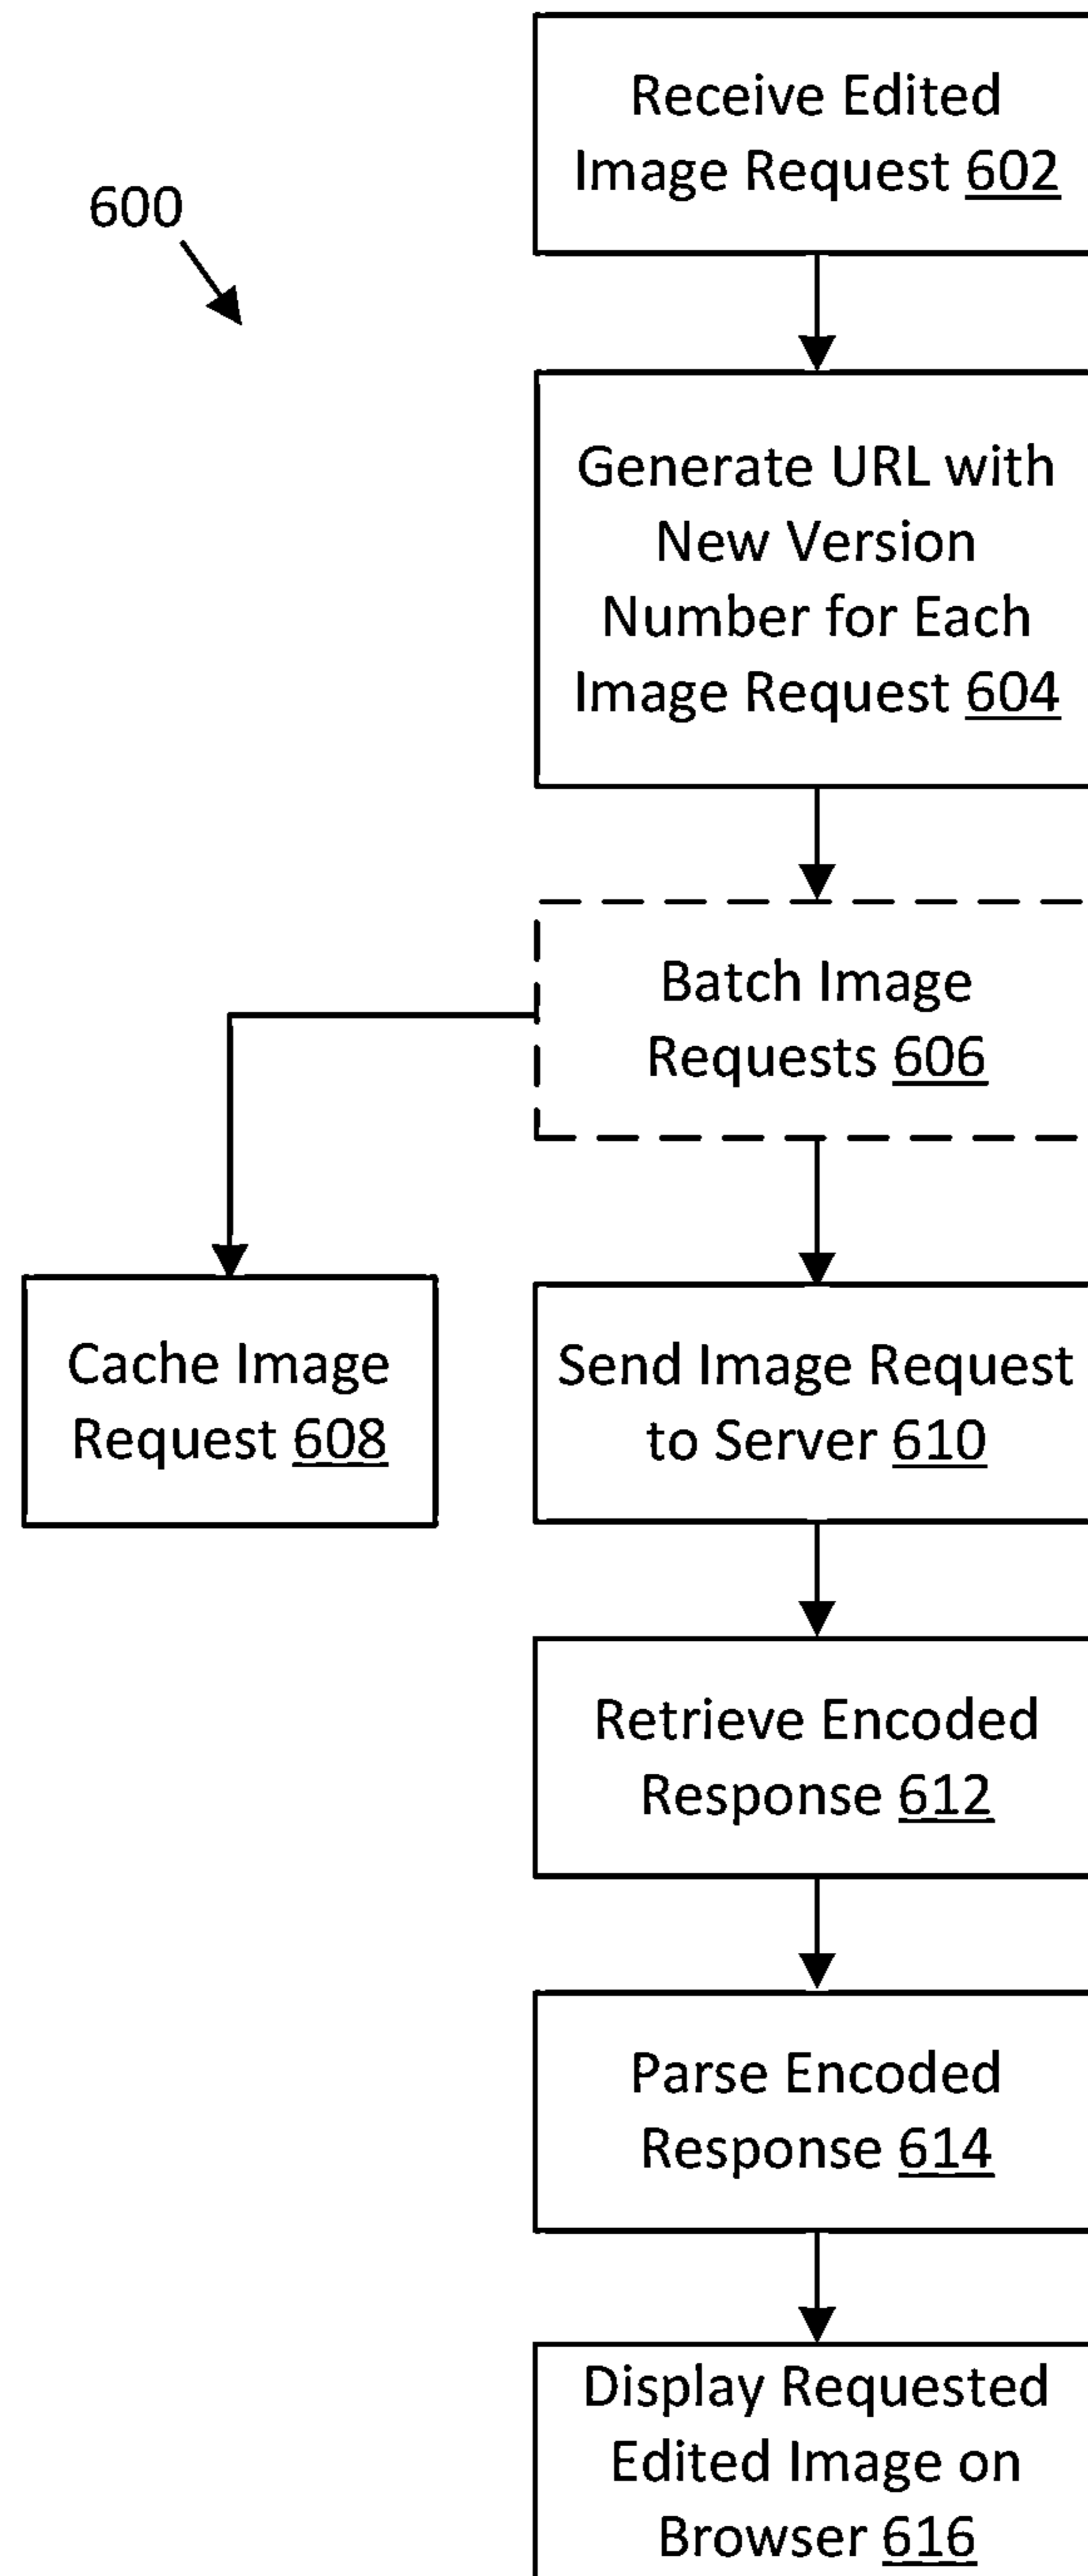 600
Receive Edited
Image Request 602
Generate URL with
New Version
Number for Each
Image Request 604
Batch Image
Requests 606
Cache Image
Request 608
Send Image Request
to Server 610
Retrieve Encoded
Response 612
Parse Encoded
Response 614
Display Requested
Edited Image on
Browser 616